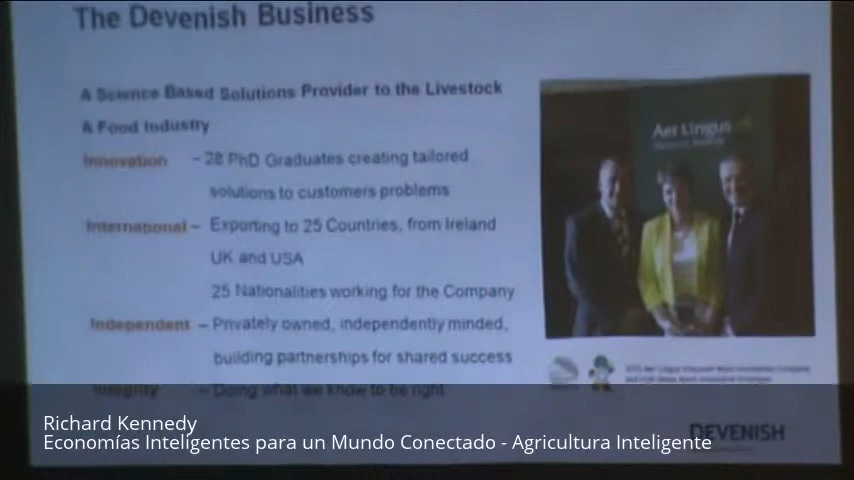 The Devenish Business
A Science Based Solutions Provider to the Livestock
& Food Industry
Innovation – 28 PhD Graduates creating tailored
solutions to customers problems
International – Exporting to 25 Countries, from Ireland
UK and USA
25 Nationalities working for the Company
Independent – Privately owned, independently minded,
building partnerships for shared success
Integrity – Doing what we know to be right
Aer Lingus
DEVENISH
Richard Kennedy
Economías Inteligentes para un Mundo Conectado - Agricultura Inteligente